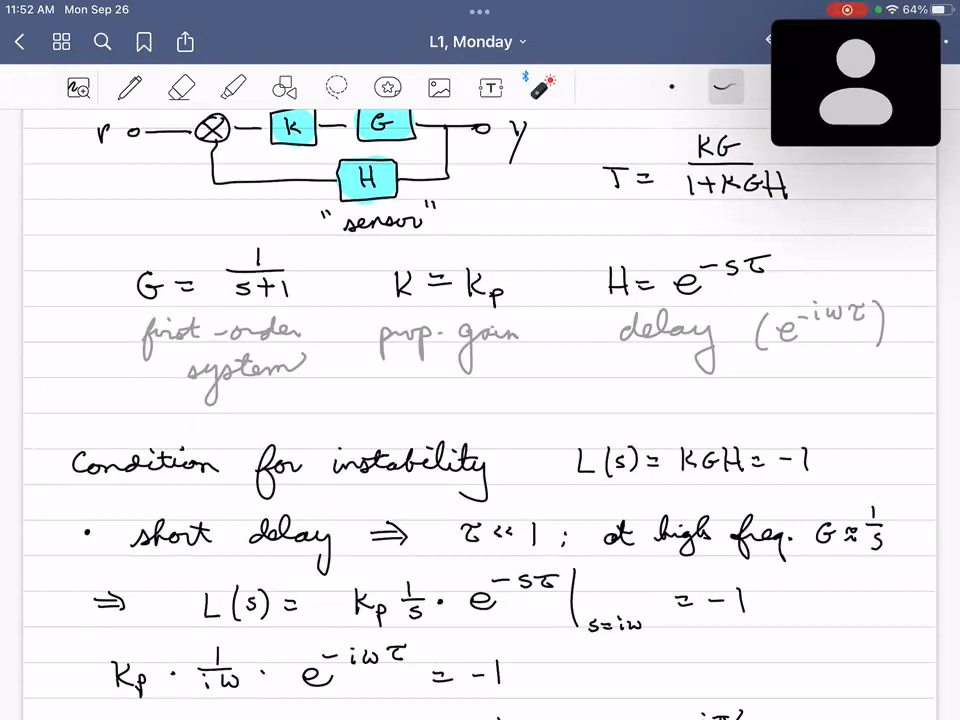 11:52 AM Mon Sep 26
64%
L1, Monday
T
r
K
G
y
H
"sensor"
T = KG / 1+KGH
G = 1/s+1 K = Kp H = e^-sτ
first-order system prop. gain delay (e^-iωτ)
Condition for instability L(s) = KGH = -1
• short delay ⇒ τ << 1 ; at high freq. G ≈ 1/s
⇒ L(s) = Kp 1/s · e^-sτ |s=iω = -1
Kp · 1/iω · e^-iωτ = -1